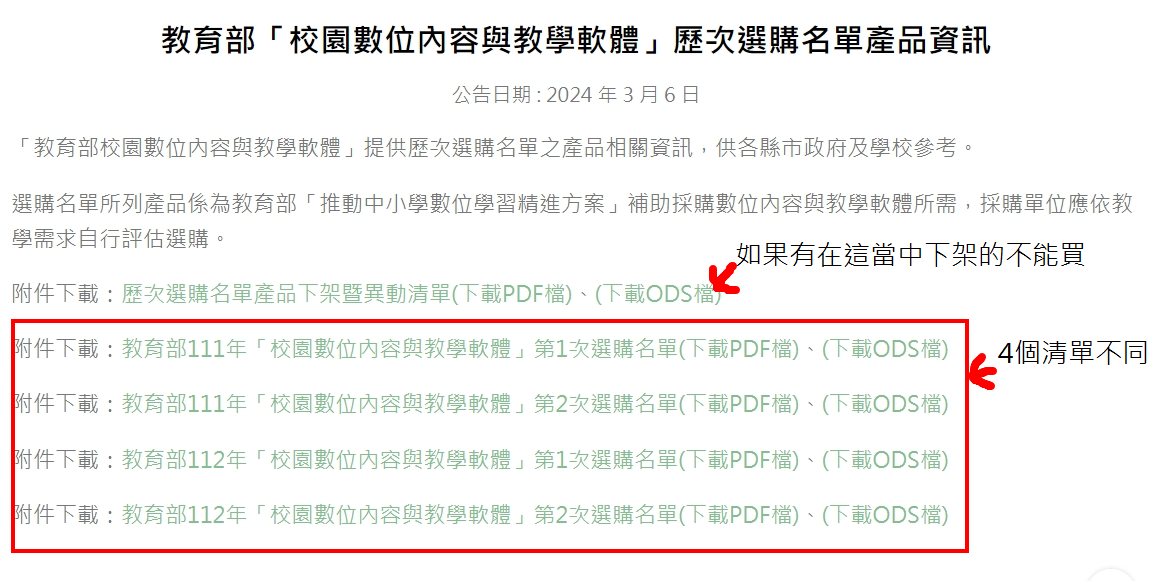 教育部「校園數位內容與教學軟體」歷次選購名單產品資訊
公告日期 : 2024 年 3 月 6 日
「教育部校園數位內容與教學軟體」提供歷次選購名單之產品相關資訊，供各縣市政府及學校參考。
選購名單所列產品係為教育部「推動中小學數位學習精進方案」補助採購數位內容與教學軟體所需，採購單位應依教
學需求自行評估選購。
如果有在這當中下架的不能買
附件下載：歷次選購名單產品下架暨異動清單(下載PDF檔)、(下載ODS檔)
附件下載：教育部111年「校園數位內容與教學軟體」第1次選購名單(下載PDF檔)、(下載ODS檔)
4個清單不同
附件下載：教育部111年「校園數位內容與教學軟體」第2次選購名單(下載PDF檔)、(下載ODS檔)
附件下載：教育部112年「校園數位內容與教學軟體」第1次選購名單(下載PDF檔)、(下載ODS檔)
附件下載：教育部112年「校園數位內容與教學軟體」第2次選購名單(下載PDF檔)、(下載ODS檔)